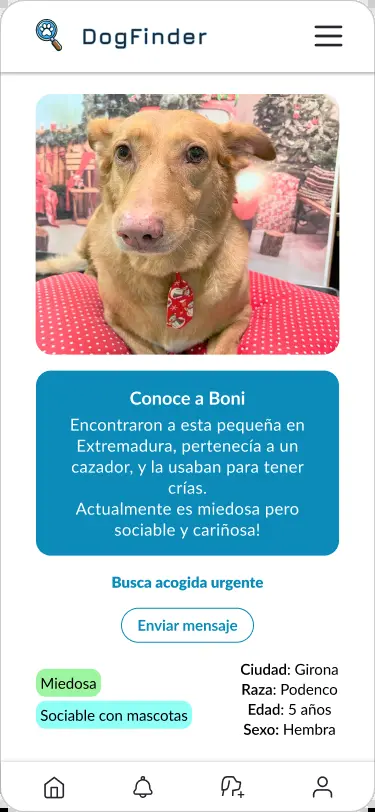 DogFinder
Conoce a Boni
Encontraron a esta pequeña en
Extremadura, pertenecía a un
cazador, y la usaban para tener
crías.
Actualmente es miedosa pero
sociable y cariñosa!
Busca acogida urgente
Enviar mensaje
Miedosa
Sociable con mascotas
Ciudad: Girona
Raza: Podenco
Edad: 5 años
Sexo: Hembra